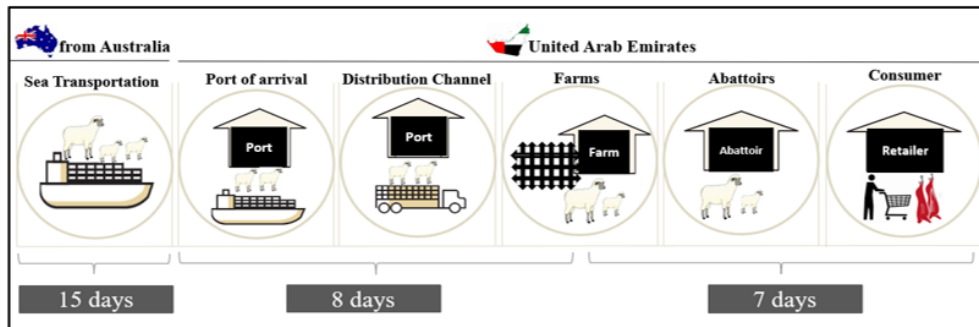 from Australia
United Arab Emirates
Sea Transportation
Port of arrival
Distribution Channel
Farms
Abattoirs
Consumer
Port
Port
Farm
Abattoir
Retailer
15 days
8 days
7 days